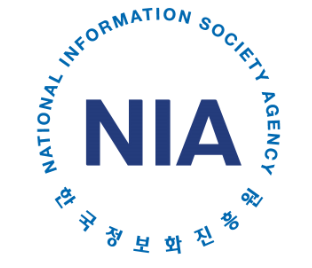 NATIONAL INFORMATION SOCIETY AGENCY
NIA
한국정보화진흥원